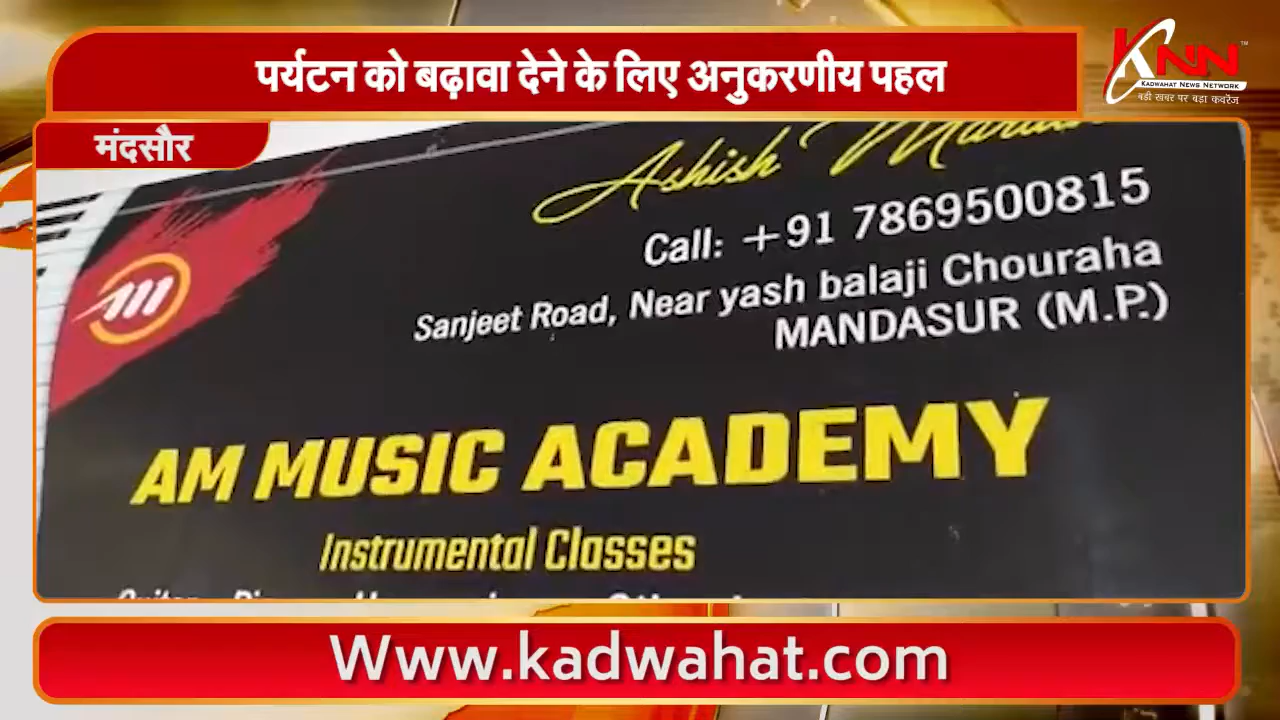 पर्यटन को बढ़ावा देने के लिए अनुकरणीय पहल
KNN
KADWAHAT NEWS NETWORK
बड़ी खबर पर बड़ा कवरेज
मंदसौर
Ashish
Call: +91 7869500815
Sanjeet Road, Near yash balaji Chouraha
MANDASUR (M.P.)
AM MUSIC ACADEMY
Instrumental Classes
Www.kadwahat.com